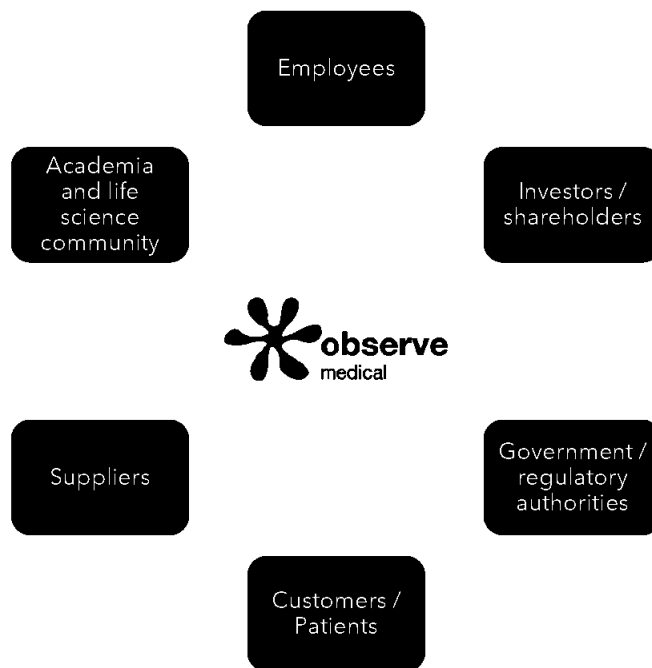 Employees
Academia
and life
science
community
Investors /
shareholders
observe
medical
Suppliers
Government /
regulatory
authorities
Customers /
Patients